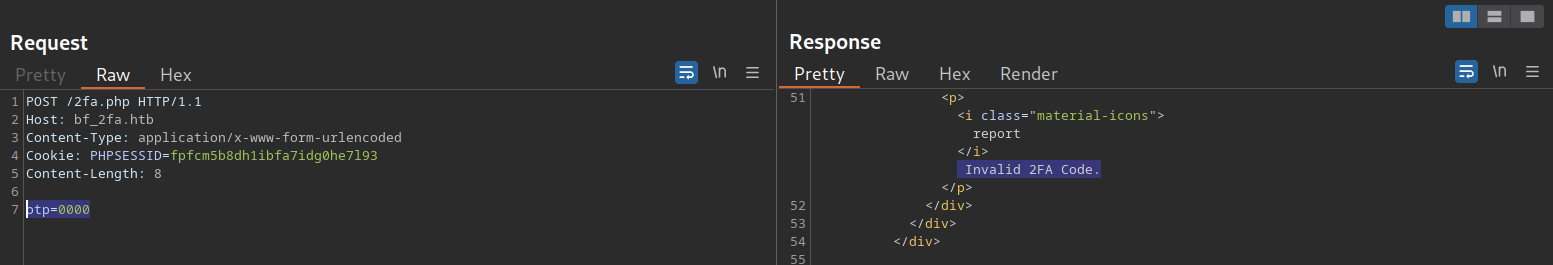 Request
Pretty Raw Hex \n
1 POST /2fa.php HTTP/1.1
2 Host: bf_2fa.htb
3 Content-Type: application/x-www-form-urlencoded
4 Cookie: PHPSESSID=fpfcm5b8dh1ibfa7idg0he7l93
5 Content-Length: 8
6
7 otp=0000
Response
Pretty Raw Hex Render \n
51 <p>
<i class="material-icons">
report
</i>
Invalid 2FA Code.
</p>
52 </div>
53 </div>
54 </div>
55